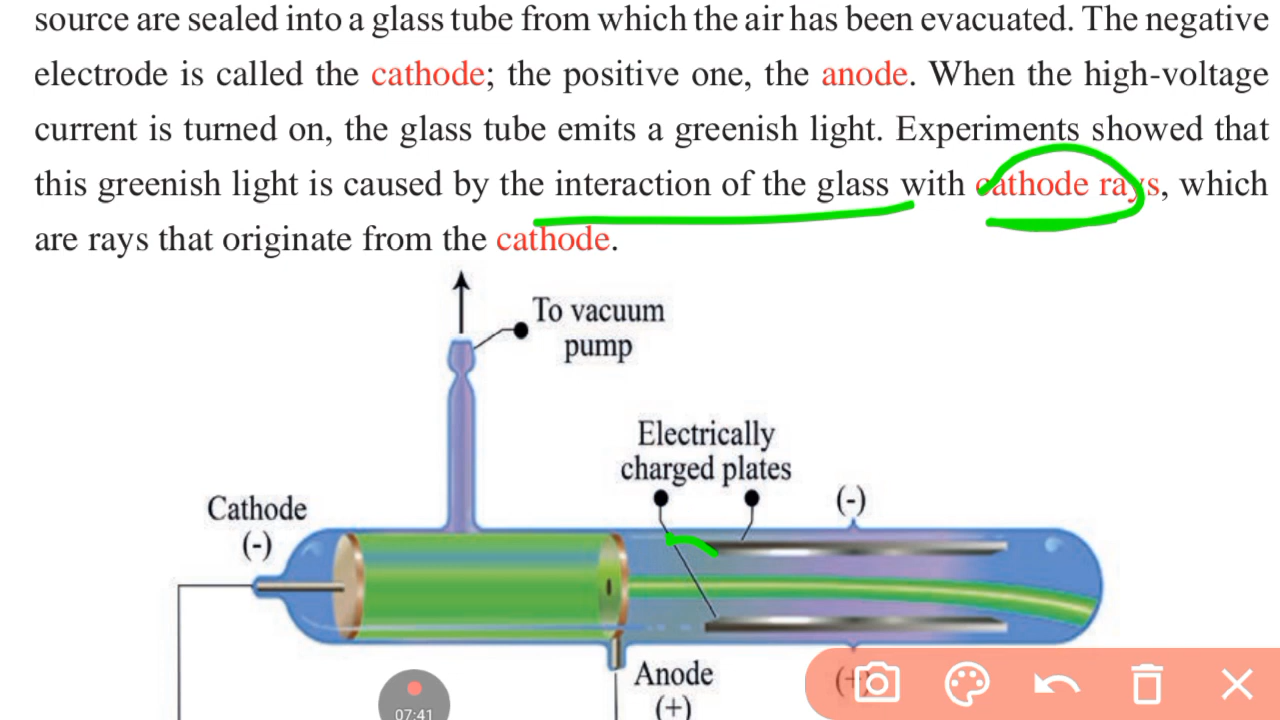 source are sealed into a glass tube from which the air has been evacuated. The negative
electrode is called the cathode; the positive one, the anode. When the high-voltage
current is turned on, the glass tube emits a greenish light. Experiments showed that
this greenish light is caused by the interaction of the glass with cathode rays, which
are rays that originate from the cathode.
To vacuum
pump
Electrically
charged plates
Cathode
(-)
(-)
Anode
(+)
(+)
07:41